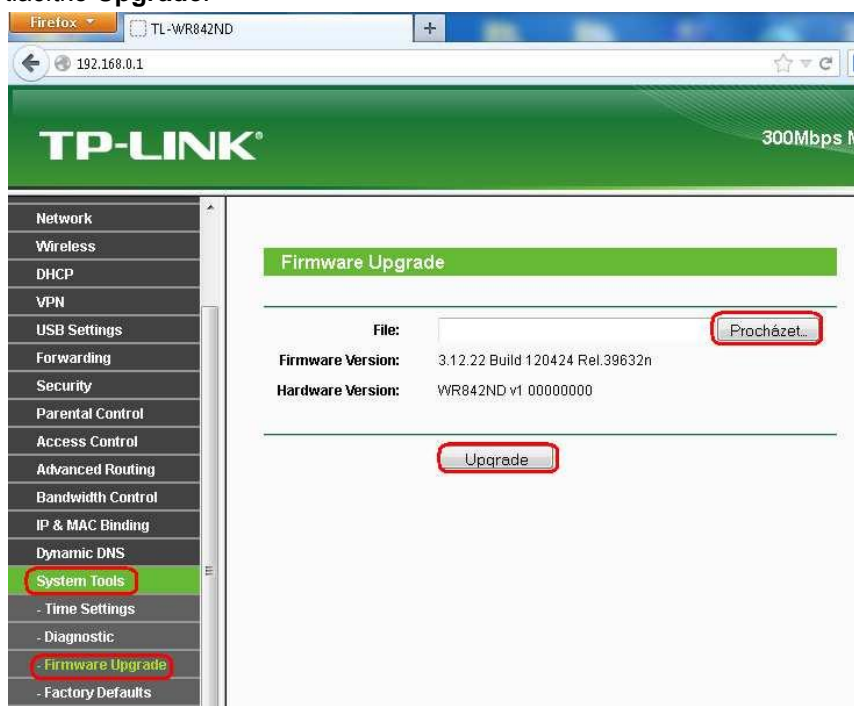 Upgrade.
Firefox
TL-WR842ND
+
192.168.0.1
TP-LINK®
300Mbps
Network
Wireless
DHCP
VPN
USB Settings
Forwarding
Security
Parental Control
Access Control
Advanced Routing
Bandwidth Control
IP & MAC Binding
Dynamic DNS
System Tools
- Time Settings
- Diagnostic
- Firmware Upgrade
- Factory Defaults
Firmware Upgrade
File:
Procházet...
Firmware Version: 3.12.22 Build 120424 Rel.39632n
Hardware Version: WR842ND v1 00000000
Upgrade